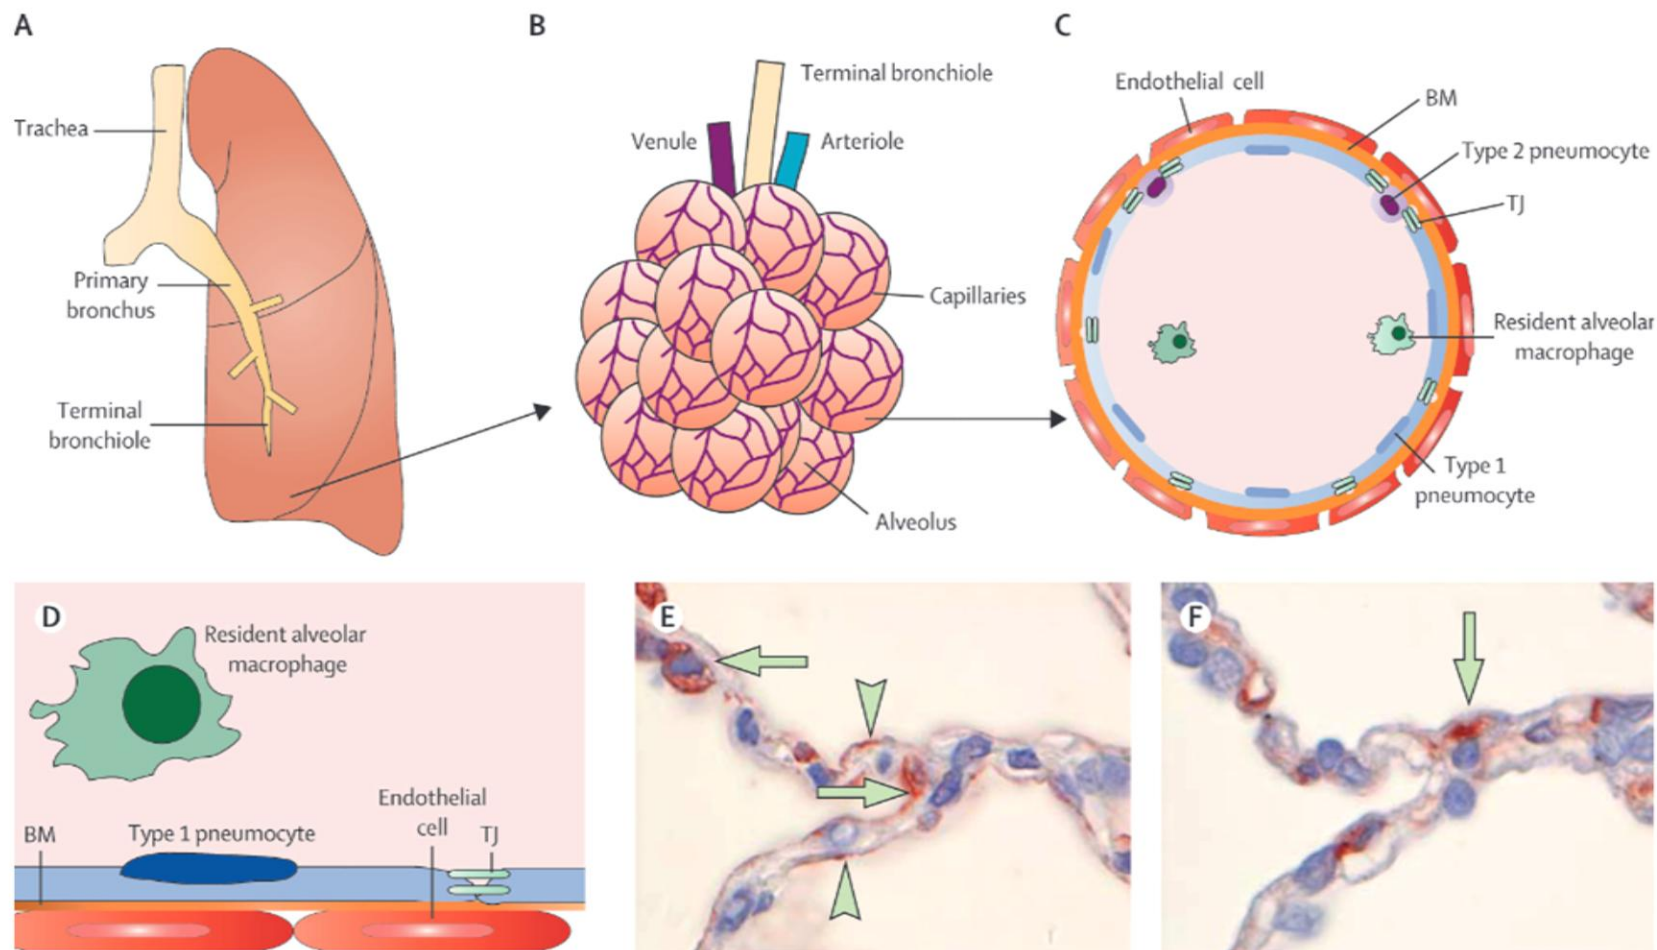 A
Trachea
Primary
bronchus
Terminal
bronchiole
B
Terminal bronchiole
Venule
Arteriole
Capillaries
Alveolus
C
Endothelial cell
BM
Type 2 pneumocyte
TJ
Resident alveolar
macrophage
Type 1
pneumocyte
D
Resident alveolar
macrophage
Endothelial
cell
BM
Type 1 pneumocyte
TJ
E
F